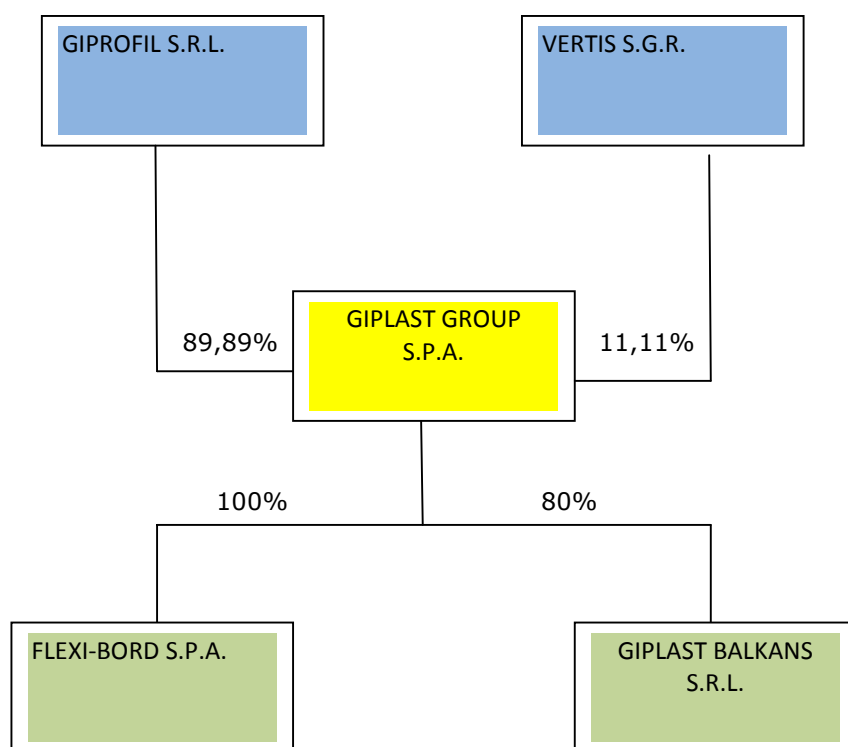 GIPROFIL S.R.L.
VERTIS S.G.R.
GIPLAST GROUP
S.P.A.
89,89%
11,11%
100%
80%
FLEXI-BORD S.P.A.
GIPLAST BALKANS
S.R.L.